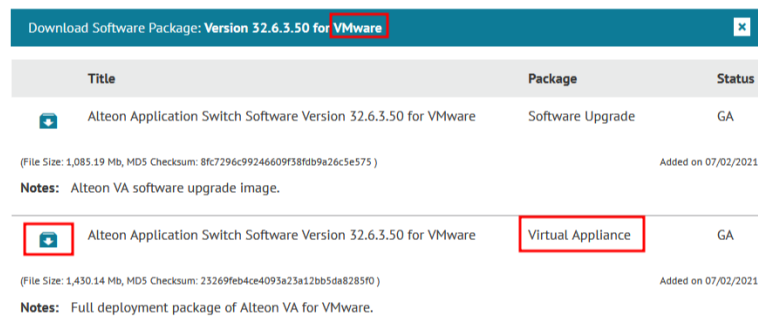 Download Software Package: Version 32.6.3.50 for VMware
Title Package Status
Alteon Application Switch Software Version 32.6.3.50 for VMware Software Upgrade GA
(File Size: 1,085.19 Mb, MD5 Checksum: 8fc7296c99246609f38fdb9a26c5e575 ) Added on 07/02/2021
Notes: Alteon VA software upgrade image.
Alteon Application Switch Software Version 32.6.3.50 for VMware Virtual Appliance GA
(File Size: 1,430.14 Mb, MD5 Checksum: 23269feb4ce4093a23a12bb5da8285f0 ) Added on 07/02/2021
Notes: Full deployment package of Alteon VA for VMware.